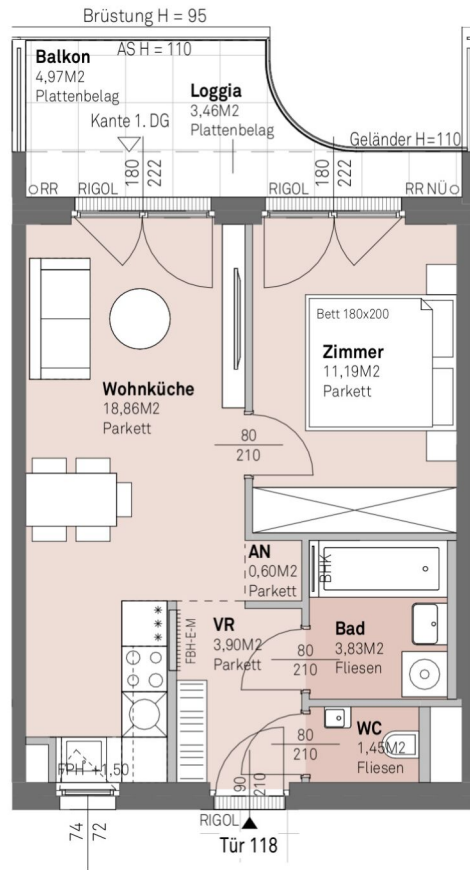 Brüstung H = 95
AS H = 110
Balkon
4,97M2
Plattenbelag
Loggia
3,46M2
Plattenbelag
Kante 1. DG
Geländer H=110
180
222
180
222
RR
RIGOL
RIGOL
RR NÜ
Bett 180x200
Zimmer
11,19M2
Parkett
Wohnküche
18,86M2
Parkett
80
210
AN
0,60M2
Parkett
BHK
VR
3,90M2
Parkett
FBH-E-M
Bad
3,83M2
Fliesen
80
210
WC
1,45M2
Fliesen
80
210
FPH +1,50
90
210
RIGOL
Tür 118
74
72